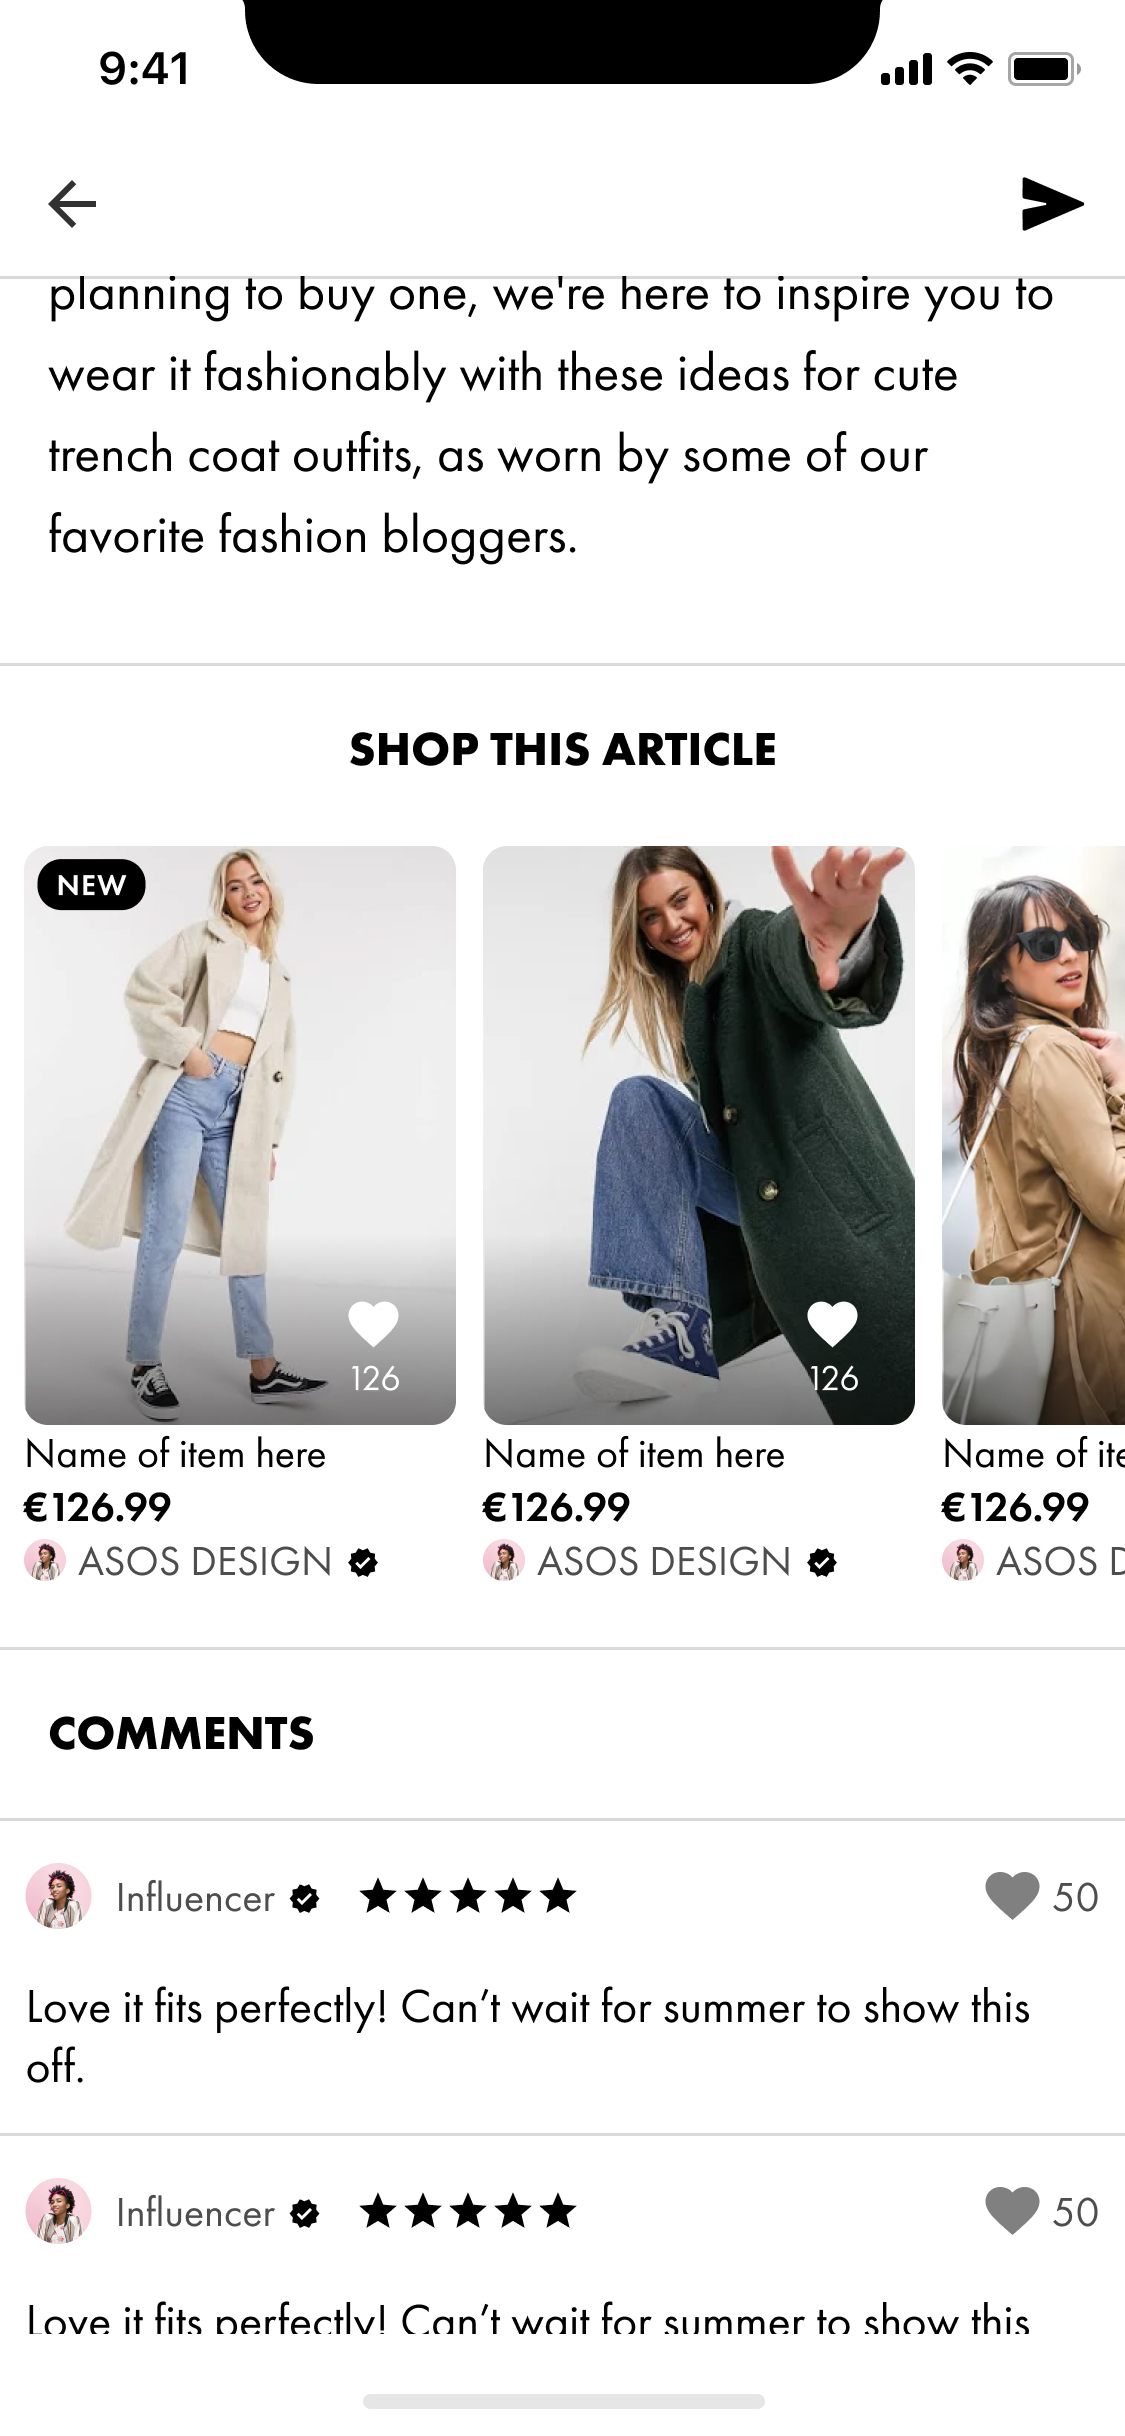 9:41
planning to buy one, we're here to inspire you to
wear it fashionably with these ideas for cute
trench coat outfits, as worn by some of our
favorite fashion bloggers.
SHOP THIS ARTICLE
NEW
126
126
Name of item here
Name of item here
Name of ite
€126.99
€126.99
€126.99
ASOS DESIGN
ASOS DESIGN
ASOS D
COMMENTS
Influencer
50
Love it fits perfectly! Can’t wait for summer to show this
off.
Influencer
50
Love it fits perfectly! Can’t wait for summer to show this